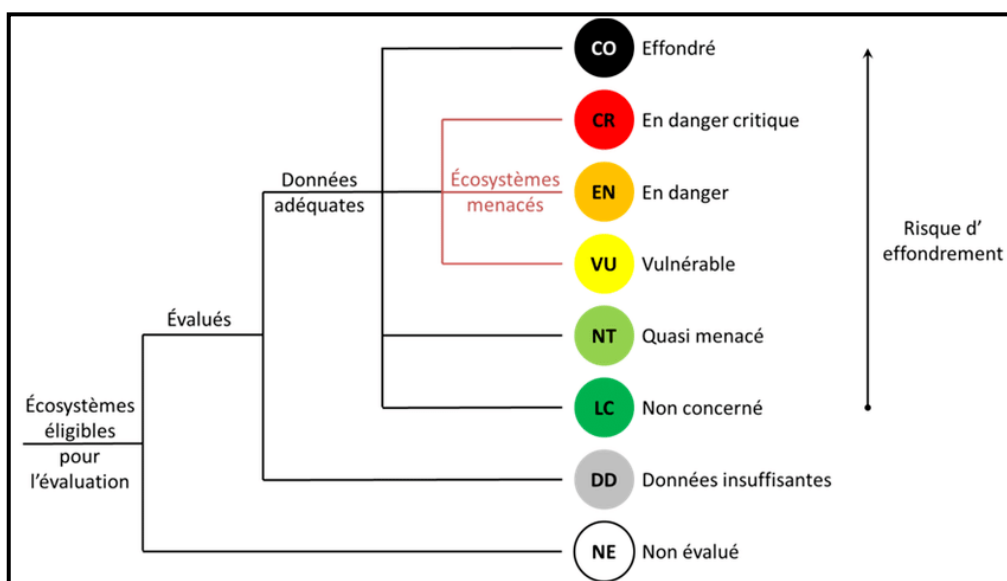 CO Effondré
CR En danger critique
Données
adéquates
Écosystèmes
menacés
EN En danger
Risque d'
effondrement
VU Vulnérable
Évalués
NT Quasi menacé
Écosystèmes
éligibles
pour
l'évaluation
LC Non concerné
DD Données insuffisantes
NE Non évalué